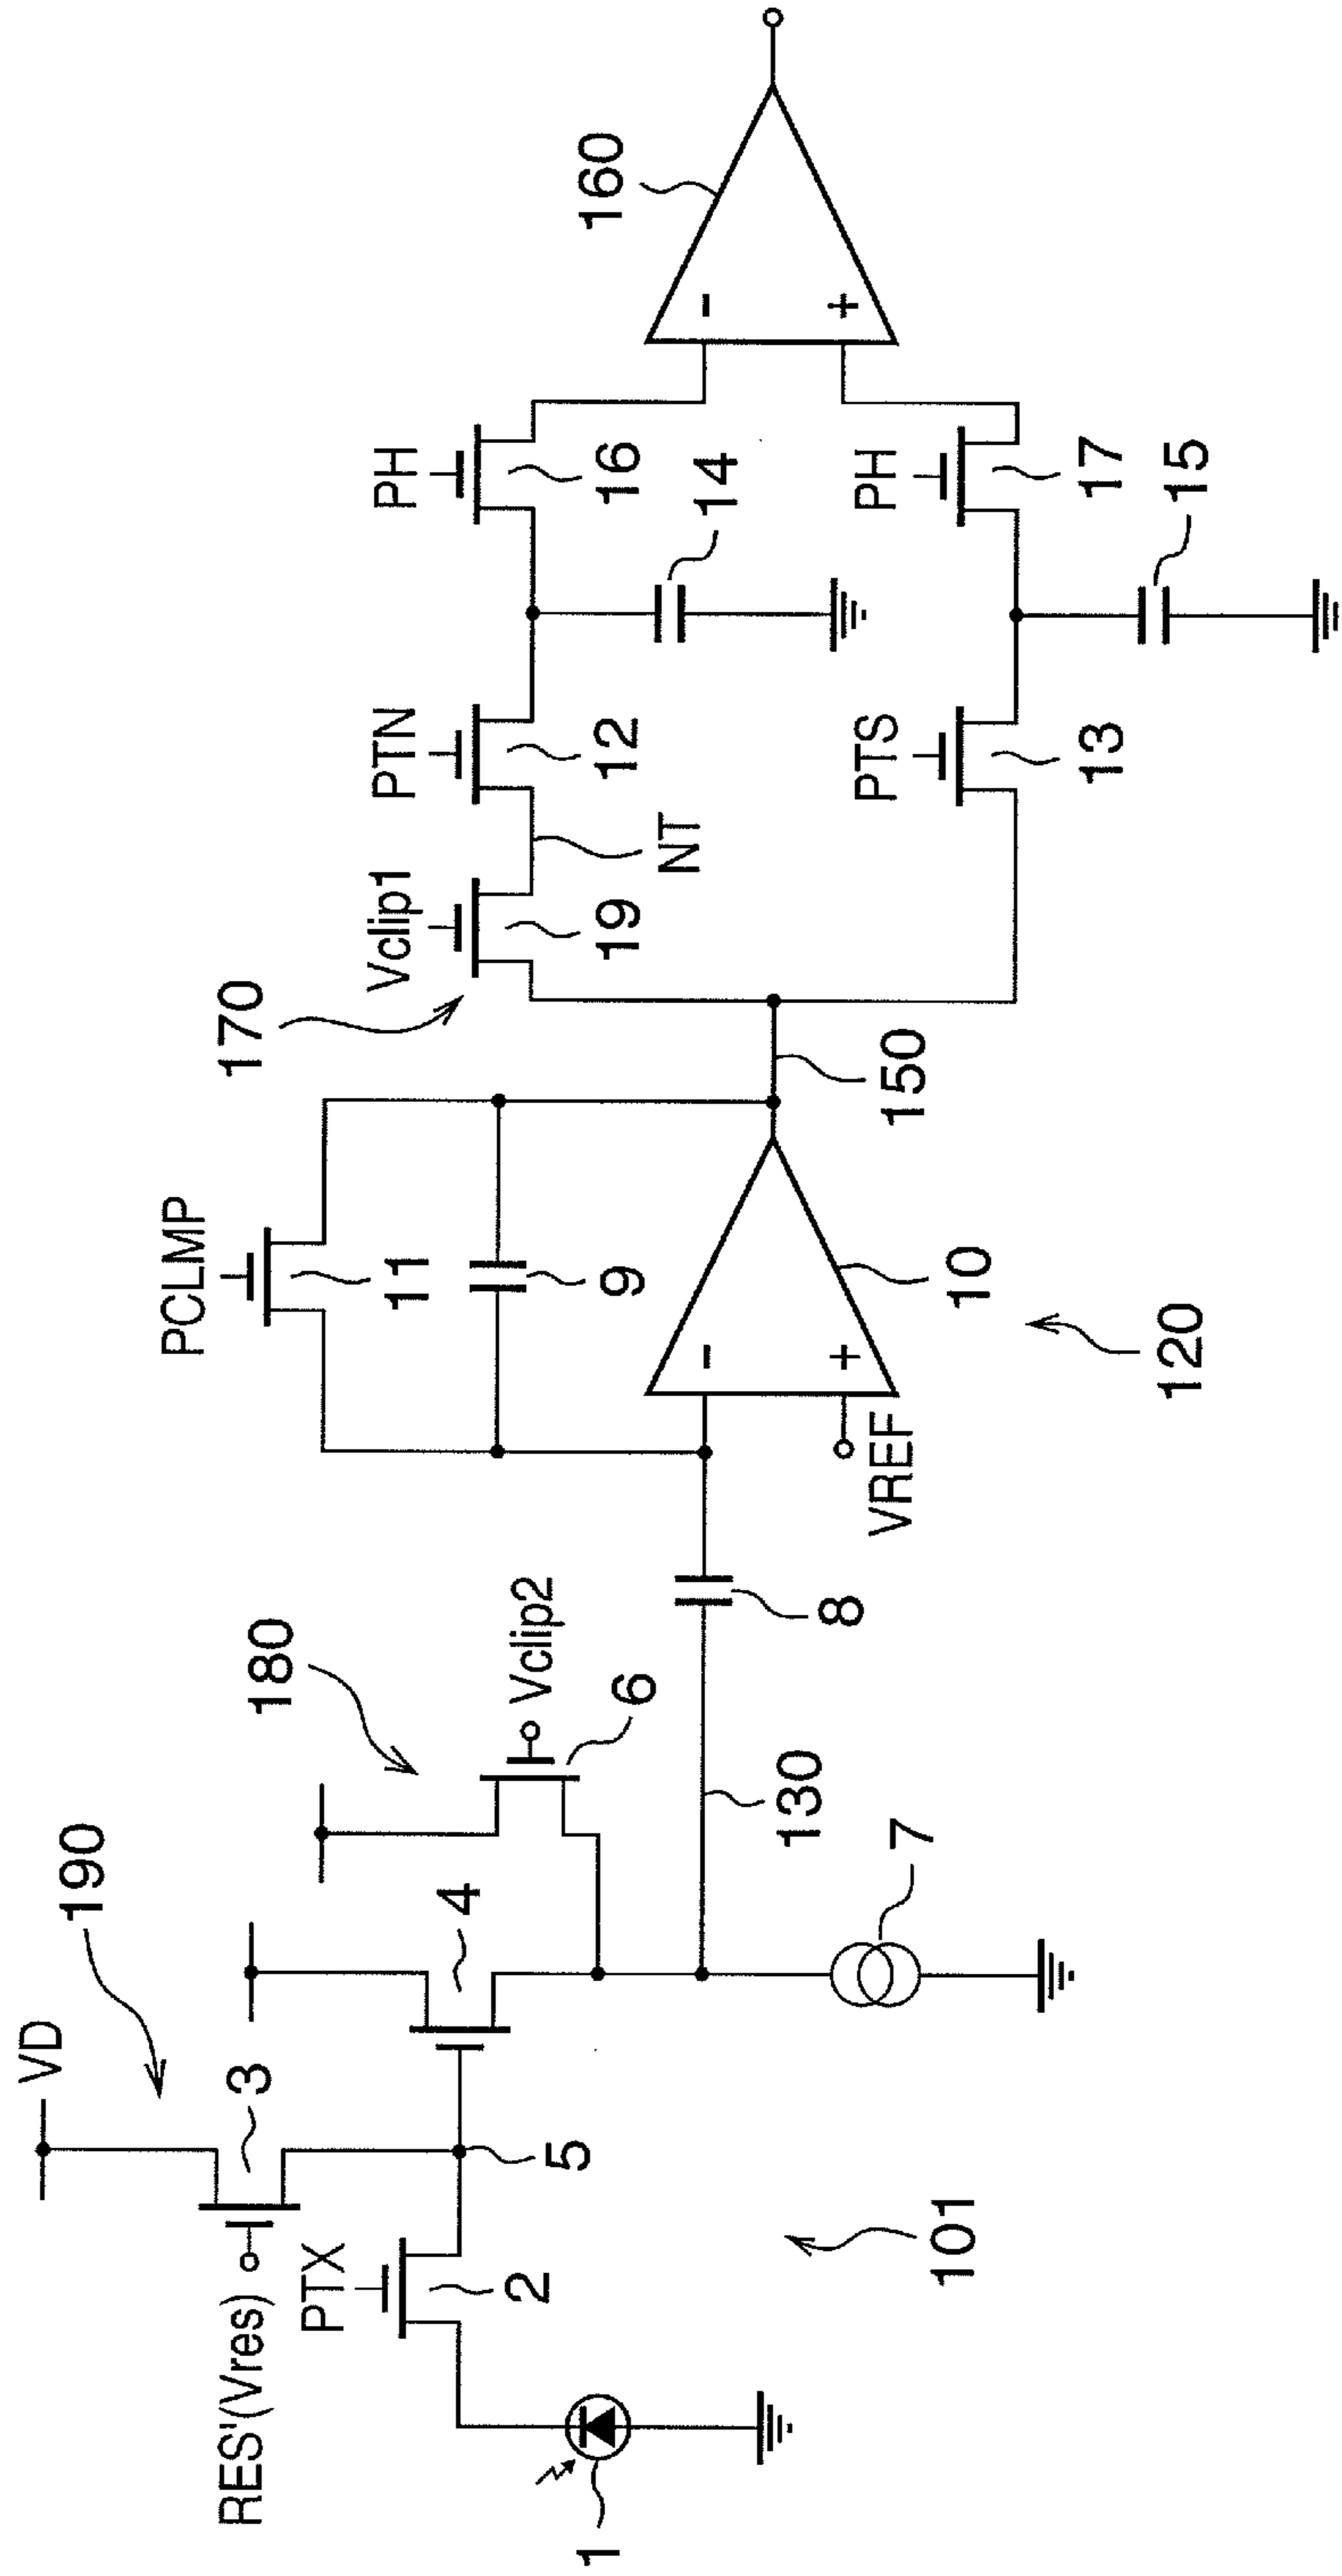 190
VD
3
RES'(Vres)
PTX
2
1
5
4
101
180
Vclip2
6
130
7
8
PCLMP
11
9
VREF
-
+
10
120
150
170
Vclip1
19
NT
PTN
12
PH
16
14
PTS
13
PH
17
15
-
+
160